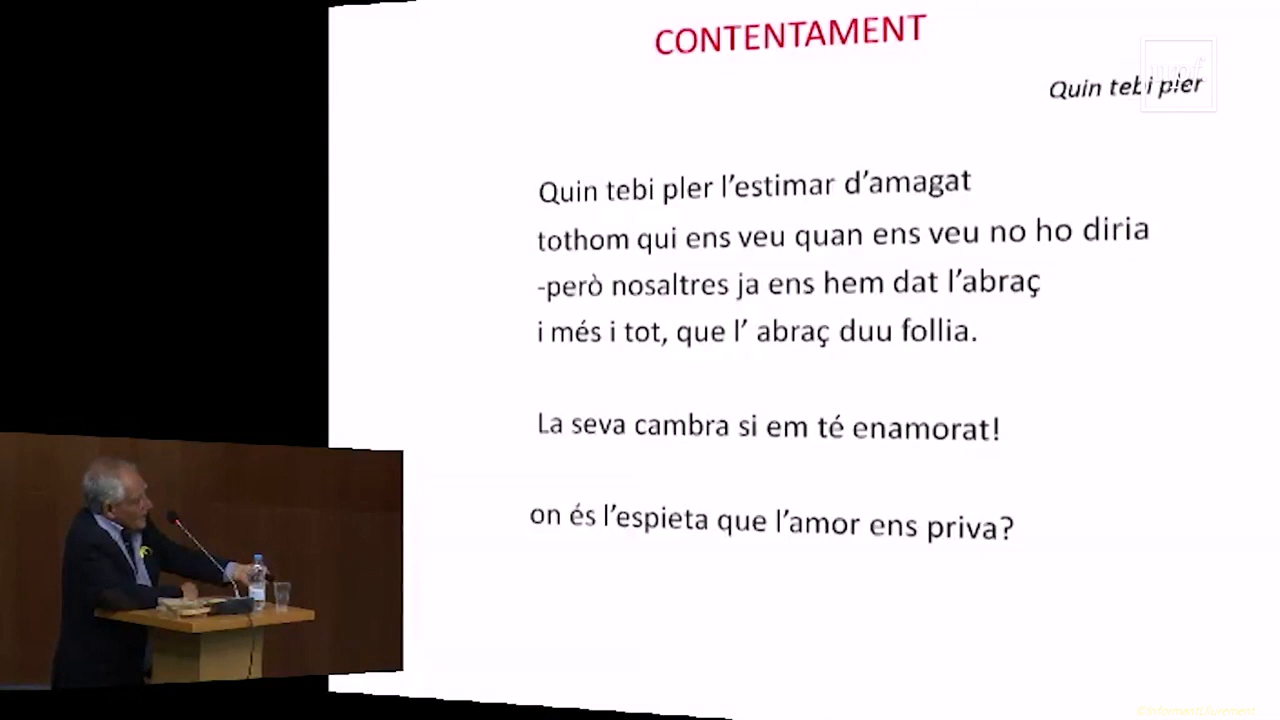 CONTENTAMENT
Quin tebi pler
Quin tebi pler l’estimar d’amagat
tothom qui ens veu quan ens veu no ho diria
-però nosaltres ja ens hem dat l’abraç
i més i tot, que l’ abraç duu follia.
La seva cambra si em té enamorat!
on és l’espieta que l’amor ens priva?